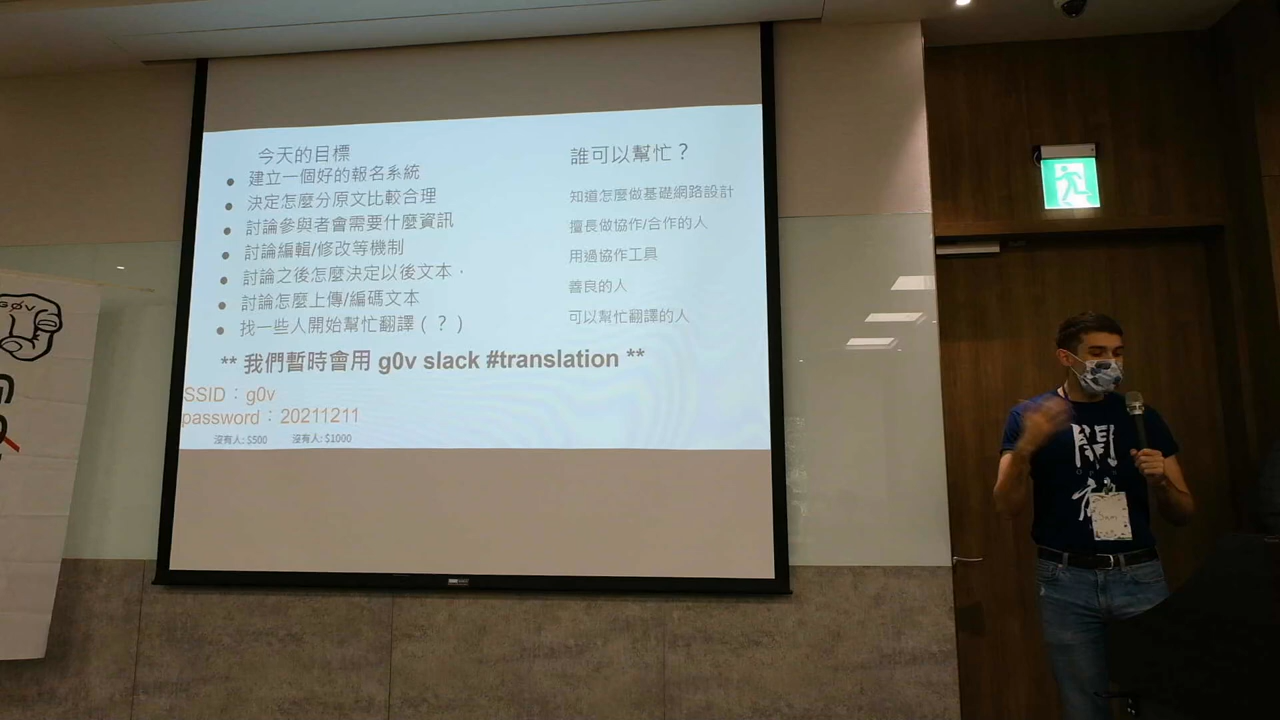 今天的目標
建立一個好的報名系統
決定怎麼分原文比較合理
討論參與者會需要什麼資訊
討論編輯/修改等機制
討論之後怎麼決定以後文本，
討論怎麼上傳/編碼文本
找一些人開始幫忙翻譯（？）
誰可以幫忙？
知道怎麼做基礎網路設計
擅長做協作/合作的人
用過協作工具
善良的人
可以幫忙翻譯的人
** 我們暫時會用 g0v slack #translation **
SSID：g0v
password：20211211
沒有人: $500 沒有人: $1000
G0V
開